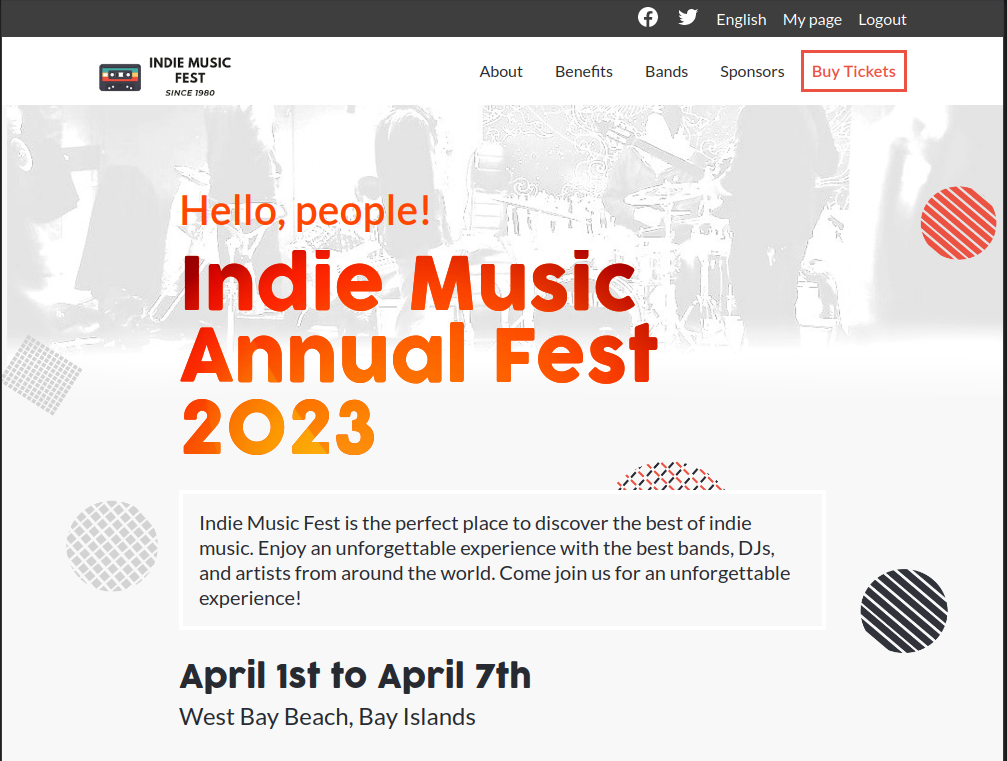 English My page Logout
INDIE MUSIC
FEST
SINCE 1980
About Benefits Bands Sponsors Buy Tickets
Hello, people!
Indie Music
Annual Fest
2023
Indie Music Fest is the perfect place to discover the best of indie
music. Enjoy an unforgettable experience with the best bands, DJs,
and artists from around the world. Come join us for an unforgettable
experience!
April 1st to April 7th
West Bay Beach, Bay Islands